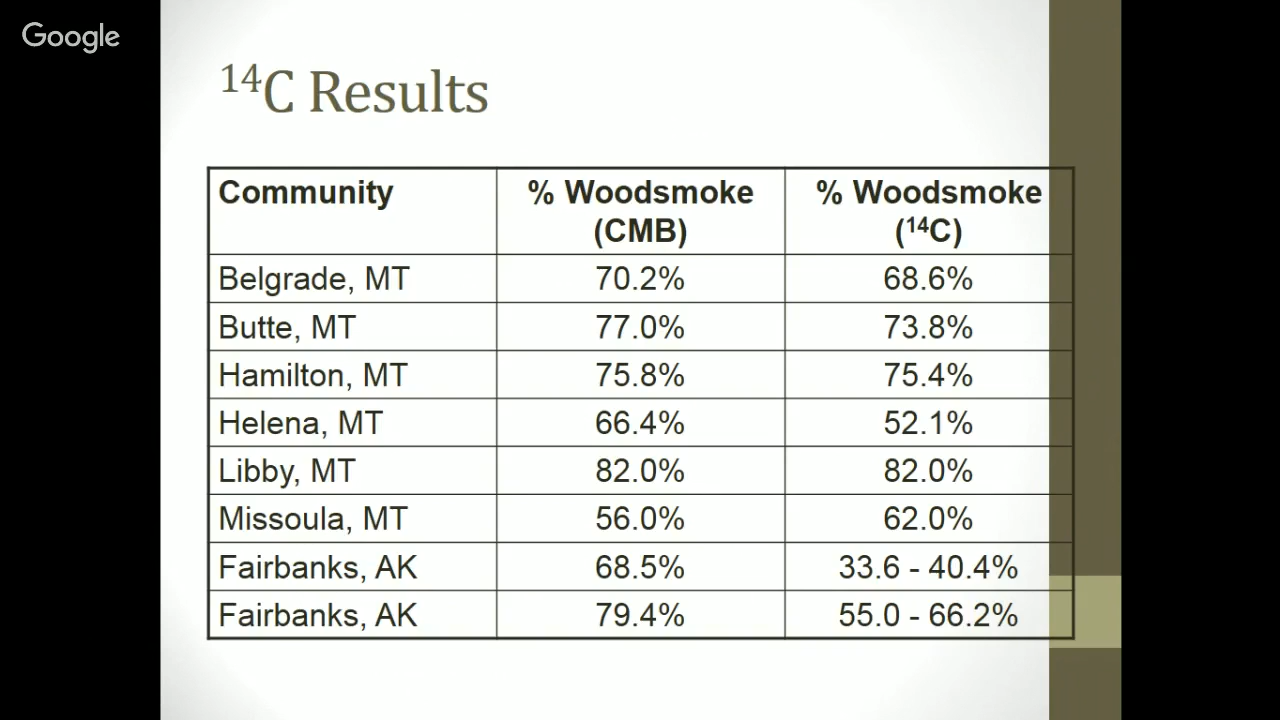 Google
¹⁴C Results
Community % Woodsmoke (CMB) % Woodsmoke (¹⁴C)
Belgrade, MT 70.2% 68.6%
Butte, MT 77.0% 73.8%
Hamilton, MT 75.8% 75.4%
Helena, MT 66.4% 52.1%
Libby, MT 82.0% 82.0%
Missoula, MT 56.0% 62.0%
Fairbanks, AK 68.5% 33.6 - 40.4%
Fairbanks, AK 79.4% 55.0 - 66.2%